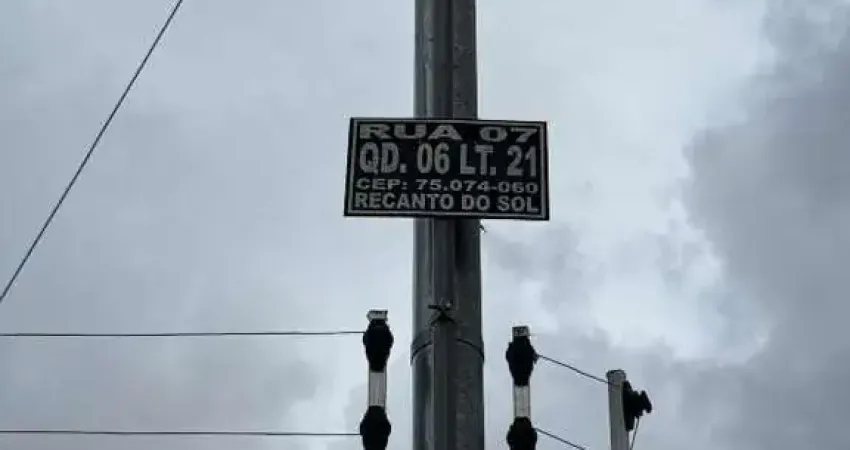 RUA 07
QD. 06 LT. 21
CEP: 75.074-060
RECANTO DO SOL